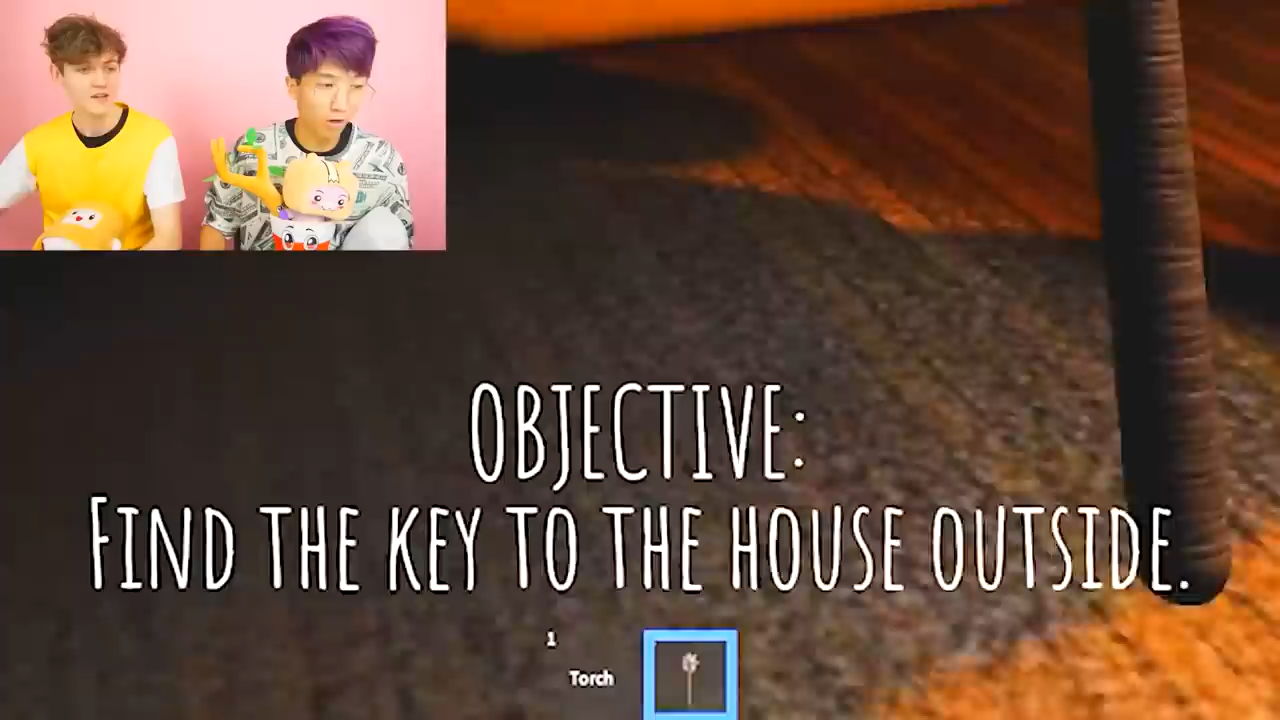 OBJECTIVE:
FIND THE KEY TO THE HOUSE OUTSIDE.
1
Torch